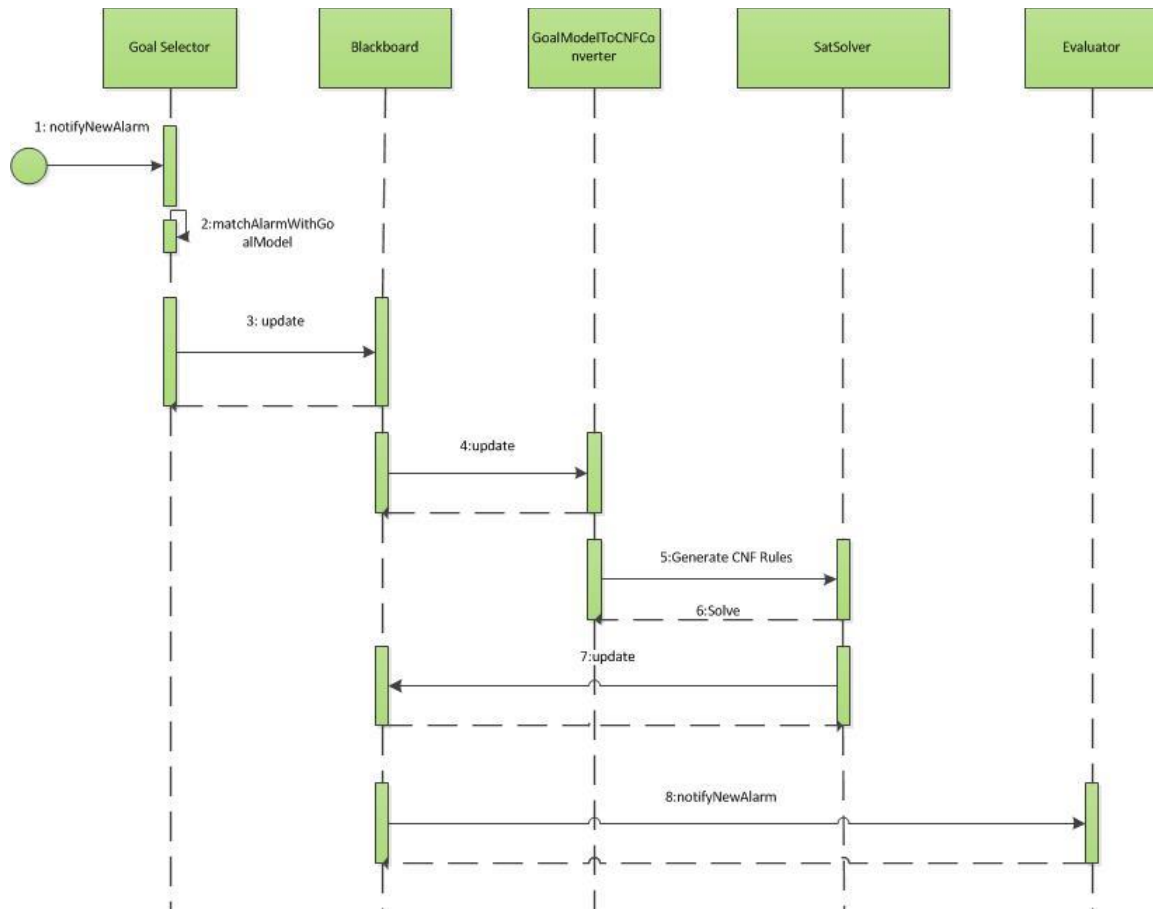 Goal Selector
Blackboard
GoalModelToCNFCo
nverter
SatSolver
Evaluator
1: notifyNewAlarm
2:matchAlarmWithGo
alModel
3: update
4:update
5:Generate CNF Rules
6:Solve
7:update
8:notifyNewAlarm